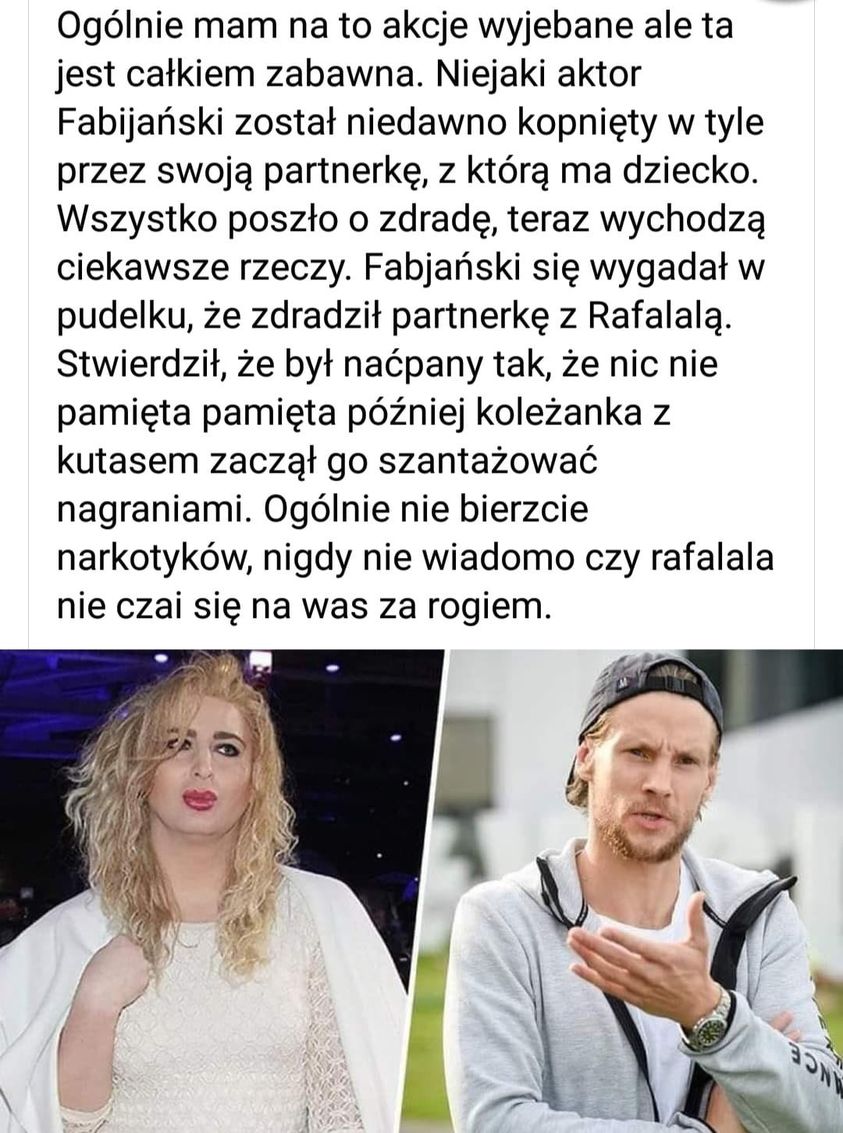 Ogólnie mam na to akcje wyjebane ale ta
jest całkiem zabawna. Niejaki aktor
Fabijański został niedawno kopnięty w tyle
przez swoją partnerkę, z którą ma dziecko.
Wszystko poszło o zdradę, teraz wychodzą
ciekawsze rzeczy. Fabjański się wygadał w
pudelku, że zdradził partnerkę z Rafalalą.
Stwierdził, że był naćpany tak, że nic nie
pamięta pamięta później koleżanka z
kutasem zaczął go szantażować
nagraniami. Ogólnie nie bierzcie
narkotyków, nigdy nie wiadomo czy rafalala
nie czai się na was za rogiem.